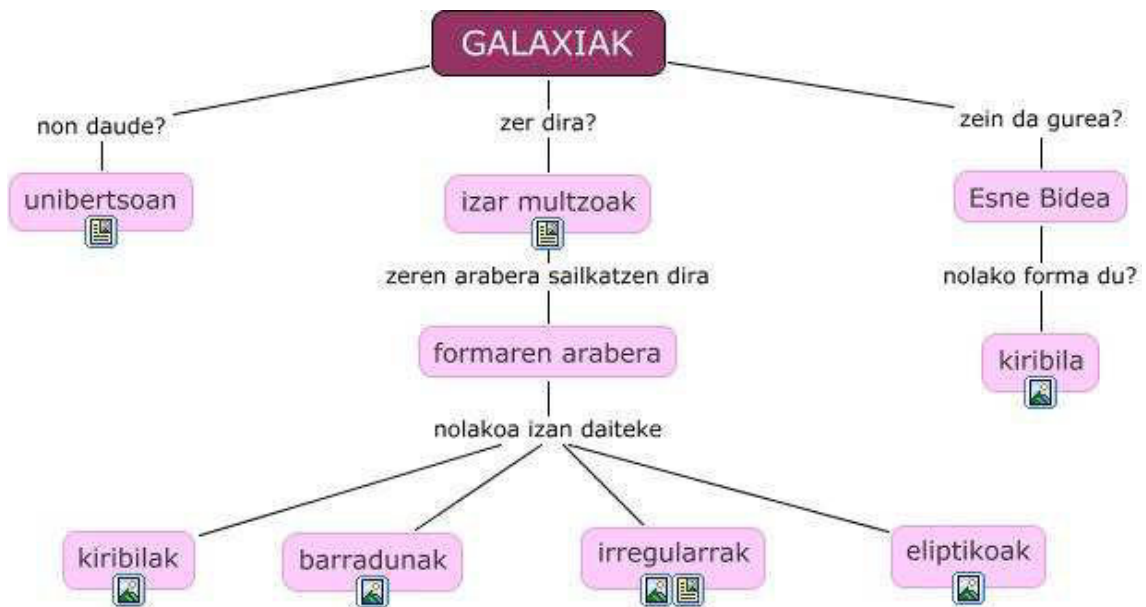 GALAXIAK
non daude?
zer dira?
zein da gurea?
unibertsoan
izar multzoak
Esne Bidea
zeren arabera sailkatzen dira
nolako forma du?
formaren arabera
kiribila
nolakoa izan daiteke
kiribilak
barradunak
irregularrak
eliptikoak